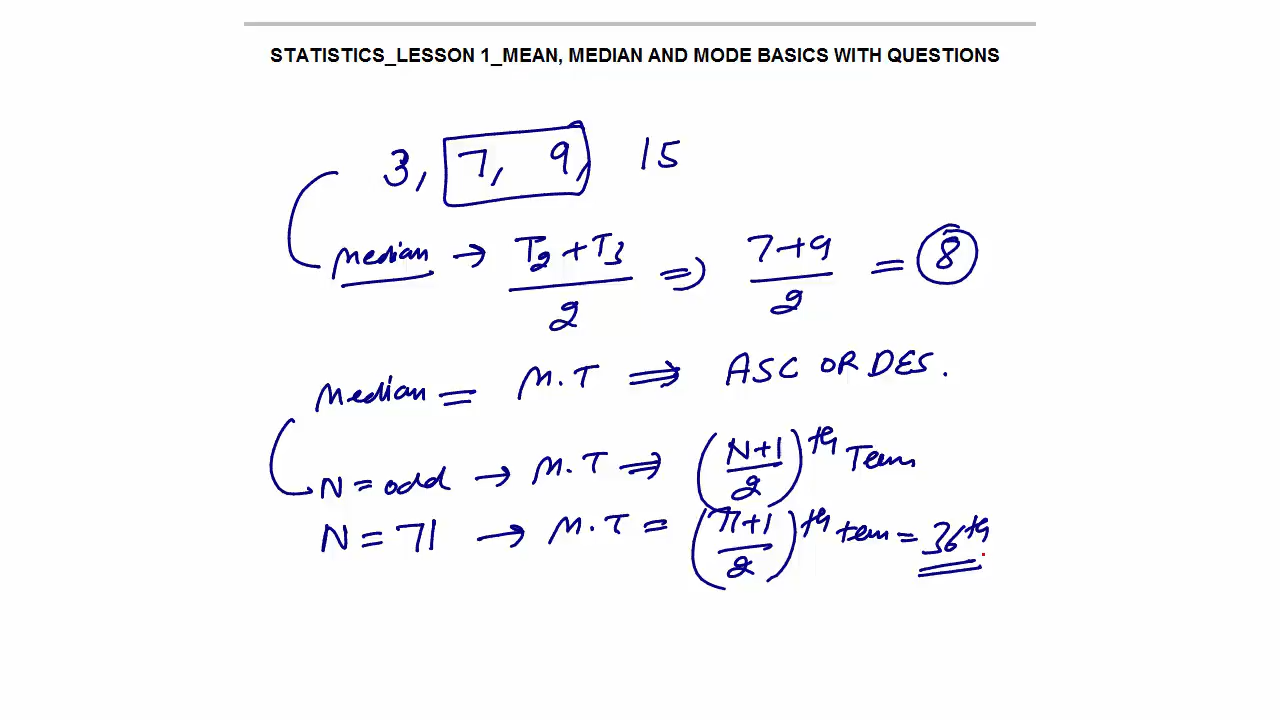 STATISTICS_LESSON 1_MEAN, MEDIAN AND MODE BASICS WITH QUESTIONS
3, 7, 9, 15
median → (T₂ + T₃)/2 ⇒ (7+9)/2 = 8
Median = M.T ⇒ ASC OR DES.
N = odd → M.T ⇒ ((N+1)/2)th Term
N = 71 → M.T = ((71+1)/2)th term = 36th